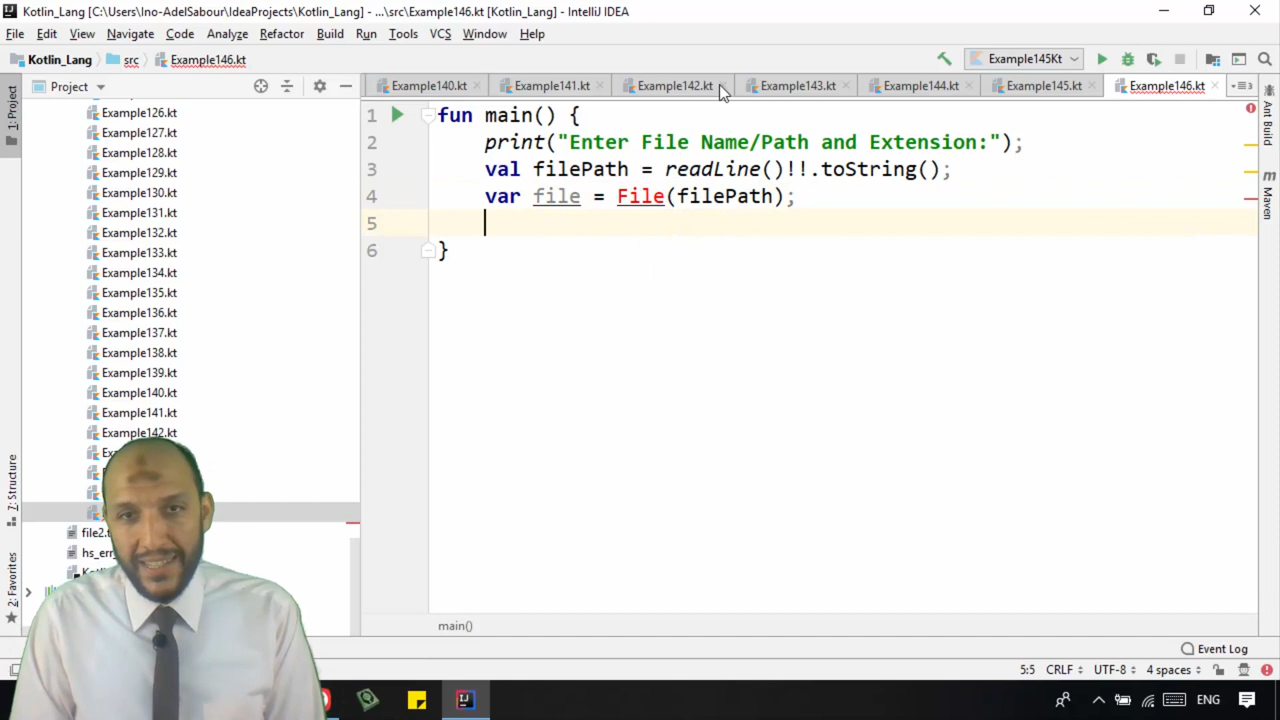 Kotlin_Lang [C:\Users\Ino-AdelSabour\IdeaProjects\Kotlin_Lang] - ...\src\Example146.kt [Kotlin_Lang] - IntelliJ IDEA
File Edit View Navigate Code Analyze Refactor Build Run Tools VCS Window Help
Kotlin_Lang src Example146.kt Example145Kt
Project Example140.kt Example141.kt Example142.kt Example143.kt Example144.kt Example145.kt Example146.kt
1: Project
7: Structure
2: Favorites
Example126.kt
Example127.kt
Example128.kt
Example129.kt
Example130.kt
Example131.kt
Example132.kt
Example133.kt
Example134.kt
Example135.kt
Example136.kt
Example137.kt
Example138.kt
Example139.kt
Example140.kt
Example141.kt
Example142.kt
1 fun main() {
2 print("Enter File Name/Path and Extension:");
3 val filePath = readLine()!!.toString();
4 var file = File(filePath);
5
6 }
main()
Ant Build
Maven
Event Log
5:5 CRLF UTF-8 4 spaces
ENG